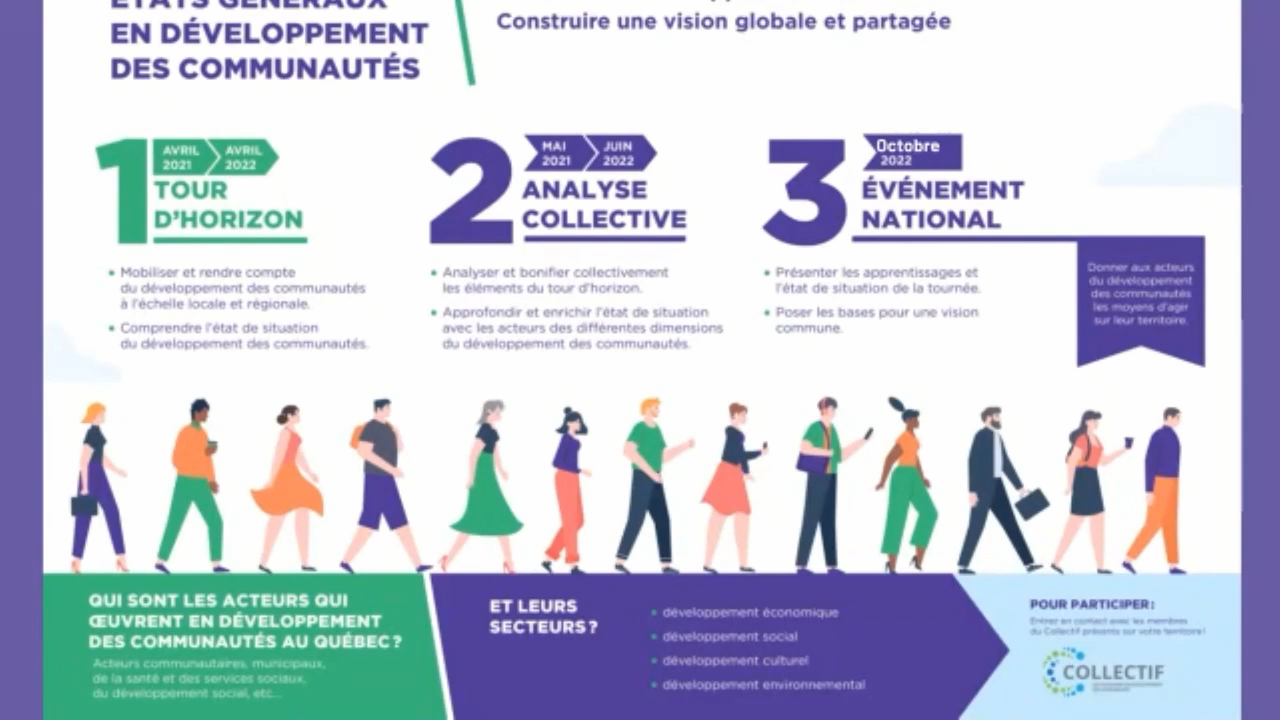 ÉTATS GÉNÉRAUX
EN DÉVELOPPEMENT
DES COMMUNAUTÉS
Construire une vision globale et partagée
1
AVRIL 2021
AVRIL 2022
TOUR
D'HORIZON
• Mobiliser et rendre compte
du développement des communautés
à l'échelle locale et régionale.
• Comprendre l'état de situation
du développement des communautés.
2
MAI 2021
JUIN 2022
ANALYSE
COLLECTIVE
• Analyser et bonifier collectivement
les éléments du tour d'horizon.
• Approfondir et enrichir l'état de situation
avec les acteurs des différentes dimensions
du développement des communautés.
3
Octobre
2022
ÉVÉNEMENT
NATIONAL
• Présenter les apprentissages et
l'état de situation de la tournée.
• Poser les bases pour une vision
commune.
Donner aux acteurs
du développement
des communautés
les moyens d'agir
sur leur territoire.
QUI SONT LES ACTEURS QUI
ŒUVRENT EN DÉVELOPPEMENT
DES COMMUNAUTÉS AU QUÉBEC ?
Acteurs communautaires, municipaux,
de la santé et des services sociaux,
du développement social, etc...
ET LEURS
SECTEURS ?
• développement économique
• développement social
• développement culturel
• développement environnemental
POUR PARTICIPER :
Entrer en contact avec les membres
du Collectif présents sur votre territoire !
COLLECTIF